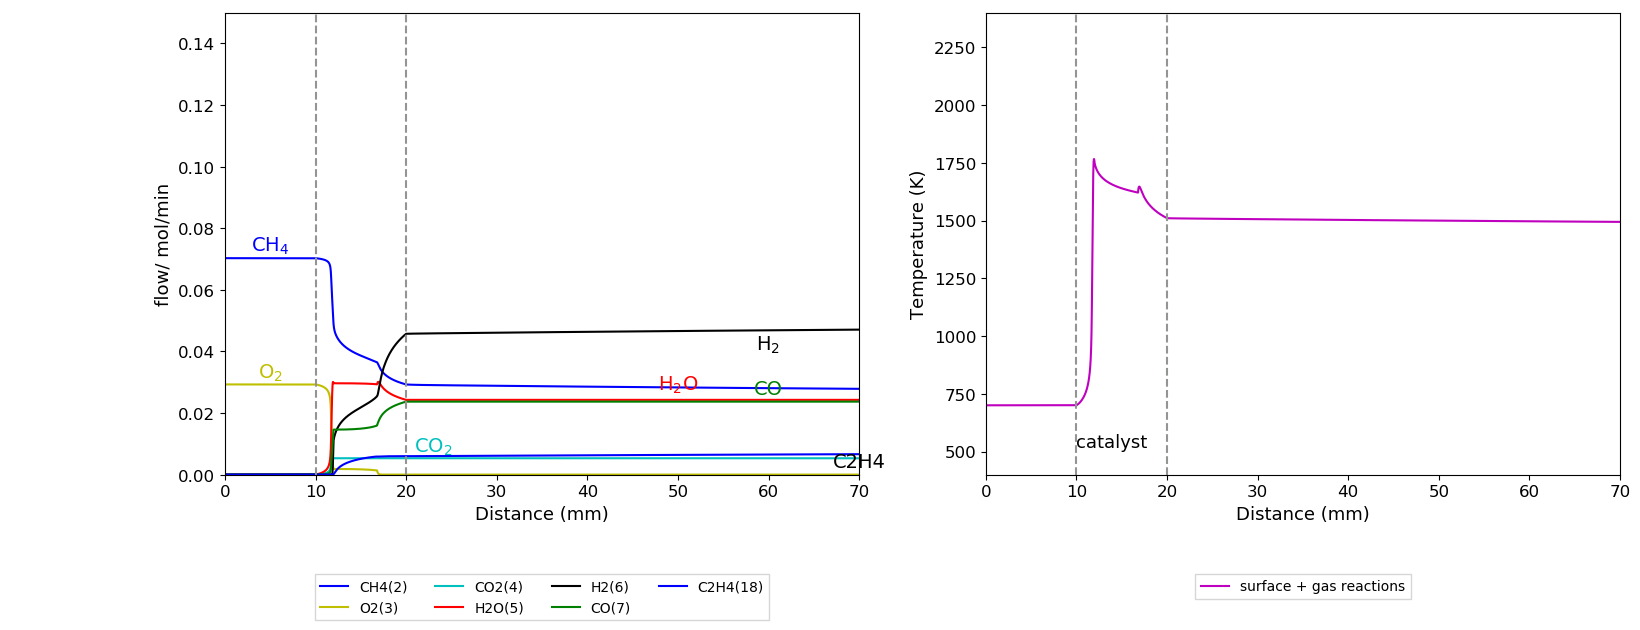 0.14
0.12
0.10
0.08
0.06
0.04
0.02
0.00
flow/ mol/min
CH4
O2
CO2
H2O
H2
CO
C2H4
0 10 20 30 40 50 60 70
Distance (mm)
CH4(2) CO2(4) H2(6) C2H4(18)
O2(3) H2O(5) CO(7)
2250
2000
1750
1500
1250
1000
750
500
Temperature (K)
catalyst
0 10 20 30 40 50 60 70
Distance (mm)
surface + gas reactions